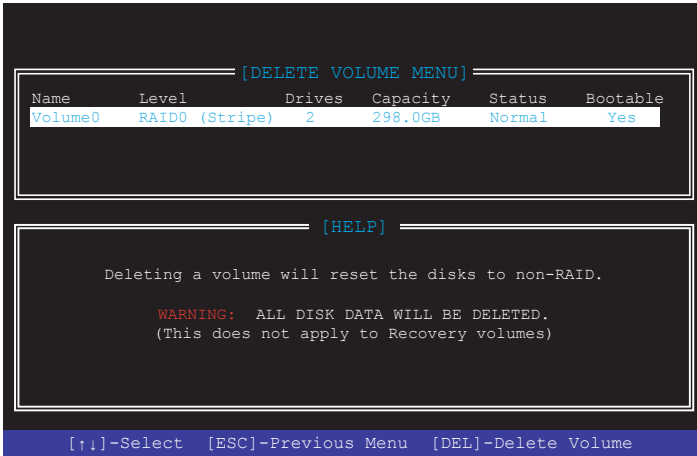 [DELETE VOLUME MENU]
Name Level Drives Capacity Status Bootable
Volume0 RAID0 (Stripe) 2 298.0GB Normal Yes
[HELP]
Deleting a volume will reset the disks to non-RAID.
WARNING: ALL DISK DATA WILL BE DELETED.
(This does not apply to Recovery volumes)
[↑↓]-Select [ESC]-Previous Menu [DEL]-Delete Volume